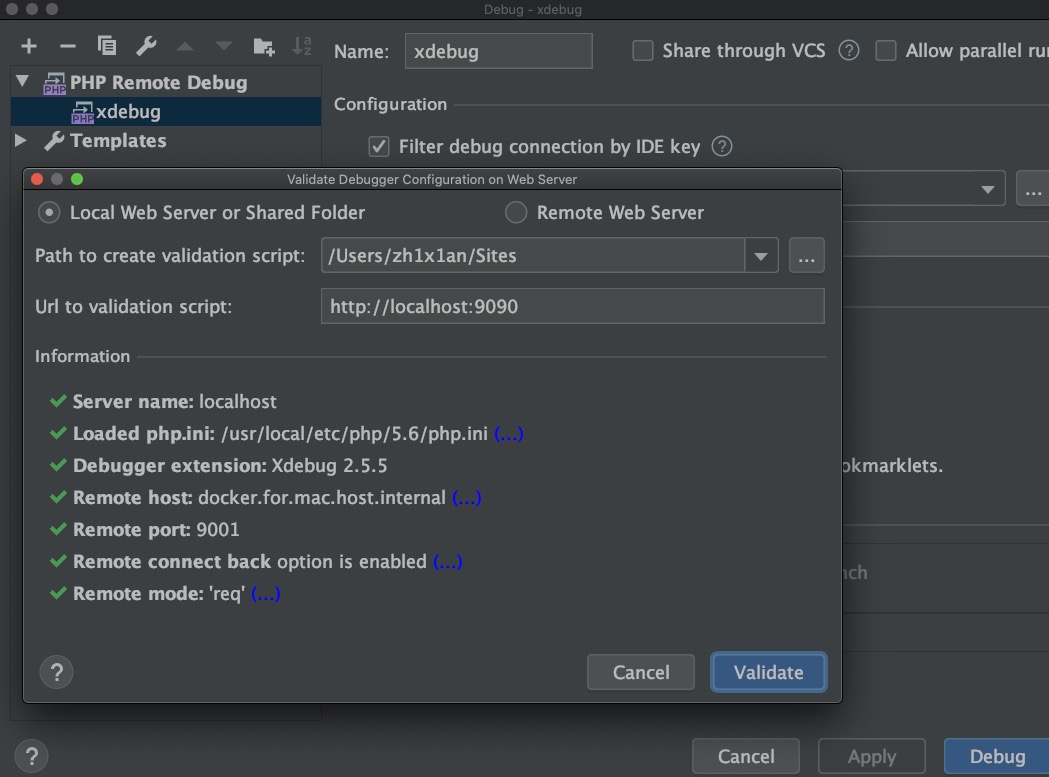 Debug - xdebug
Name: xdebug
Share through VCS ?
Allow parallel
PHP Remote Debug
PHP
xdebug
PHP
Templates
Configuration
Filter debug connection by IDE key ?
...
Validate Debugger Configuration on Web Server
Local Web Server or Shared Folder
Remote Web Server
Path to create validation script: /Users/zh1x1an/Sites ...
Url to validation script: http://localhost:9090
Information
Server name: localhost
Loaded php.ini: /usr/local/etc/php/5.6/php.ini (...)
Debugger extension: Xdebug 2.5.5
Remote host: docker.for.mac.host.internal (...)
Remote port: 9001
Remote connect back option is enabled (...)
Remote mode: 'req' (...)
? Cancel Validate
? Cancel Apply Debug